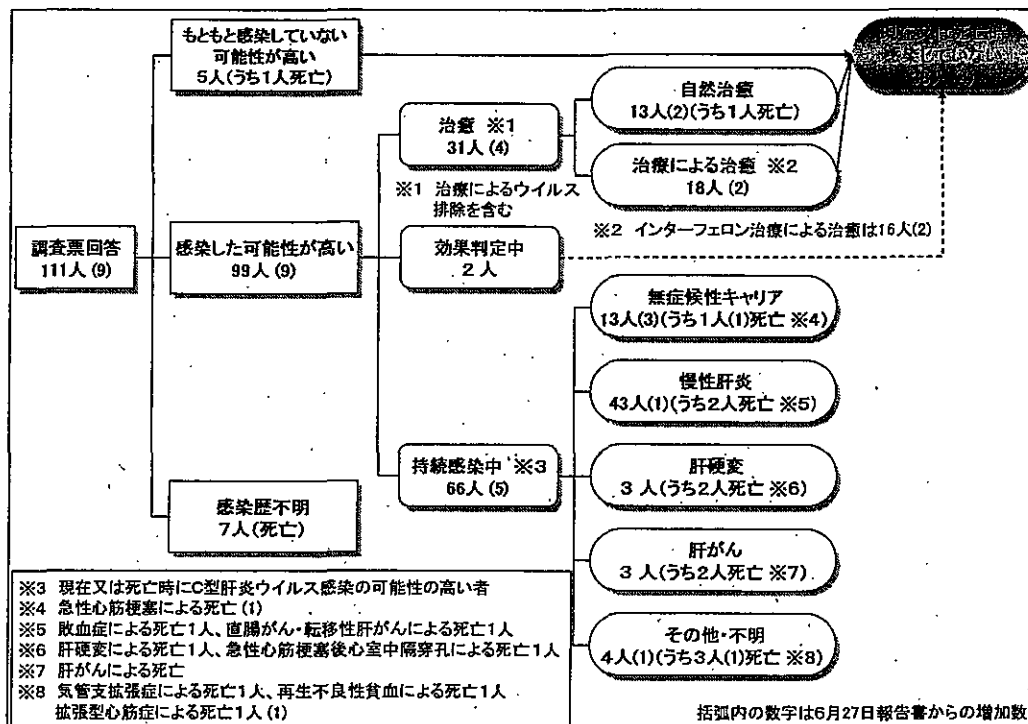 もともと感染していない
可能性が高い
5人(うち1人死亡)
感染していない
自然治癒
13人(2)(うち1人死亡)
治癒 ※1
31人(4)
治療による治癒 ※2
18人(2)
※1 治療によるウイルス
排除を含む
※2 インターフェロン治療による治癒は16人(2)
調査票回答
111人(9)
感染した可能性が高い
99人(9)
効果判定中
2人
無症候性キャリア
13人(3)(うち1人(1)死亡 ※4)
慢性肝炎
43人(1)(うち2人死亡 ※5)
持続感染中 ※3
66人(5)
肝硬変
3人(うち2人死亡 ※6)
感染歴不明
7人(死亡)
肝がん
3人(うち2人死亡 ※7)
その他・不明
4人(1)(うち3人(1)死亡 ※8)
※3 現在又は死亡時にC型肝炎ウイルス感染の可能性の高い者
※4 急性心筋梗塞による死亡(1)
※5 敗血症による死亡1人、直腸がん・転移性肝がんによる死亡1人
※6 肝硬変による死亡1人、急性心筋梗塞後心室中隔穿孔による死亡1人
※7 肝がんによる死亡
※8 気管支拡張症による死亡1人、再生不良性貧血による死亡1人
拡張型心筋症による死亡1人(1)
括弧内の数字は6月27日報告書からの増加数